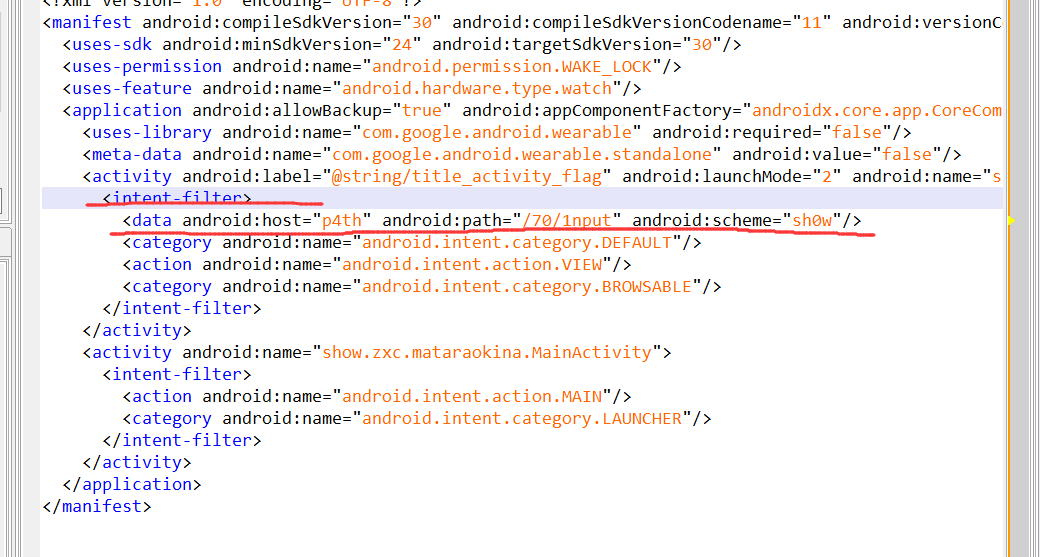 <?xml version="1.0" encoding="UTF-8"?>
<manifest android:compileSdkVersion="30" android:compileSdkVersionCodename="11" android:versionC
<uses-sdk android:minSdkVersion="24" android:targetSdkVersion="30"/>
<uses-permission android:name="android.permission.WAKE_LOCK"/>
<uses-feature android:name="android.hardware.type.watch"/>
<application android:allowBackup="true" android:appComponentFactory="androidx.core.app.CoreCom
<uses-library android:name="com.google.android.wearable" android:required="false"/>
<meta-data android:name="com.google.android.wearable.standalone" android:value="false"/>
<activity android:label="@string/title_activity_flag" android:launchMode="2" android:name="s
<intent-filter>
<data android:host="p4th" android:path="/70/1nput" android:scheme="sh0w"/>
<category android:name="android.intent.category.DEFAULT"/>
<action android:name="android.intent.action.VIEW"/>
<category android:name="android.intent.category.BROWSABLE"/>
</intent-filter>
</activity>
<activity android:name="show.zxc.mataraokina.MainActivity">
<intent-filter>
<action android:name="android.intent.action.MAIN"/>
<category android:name="android.intent.category.LAUNCHER"/>
</intent-filter>
</activity>
</application>
</manifest>